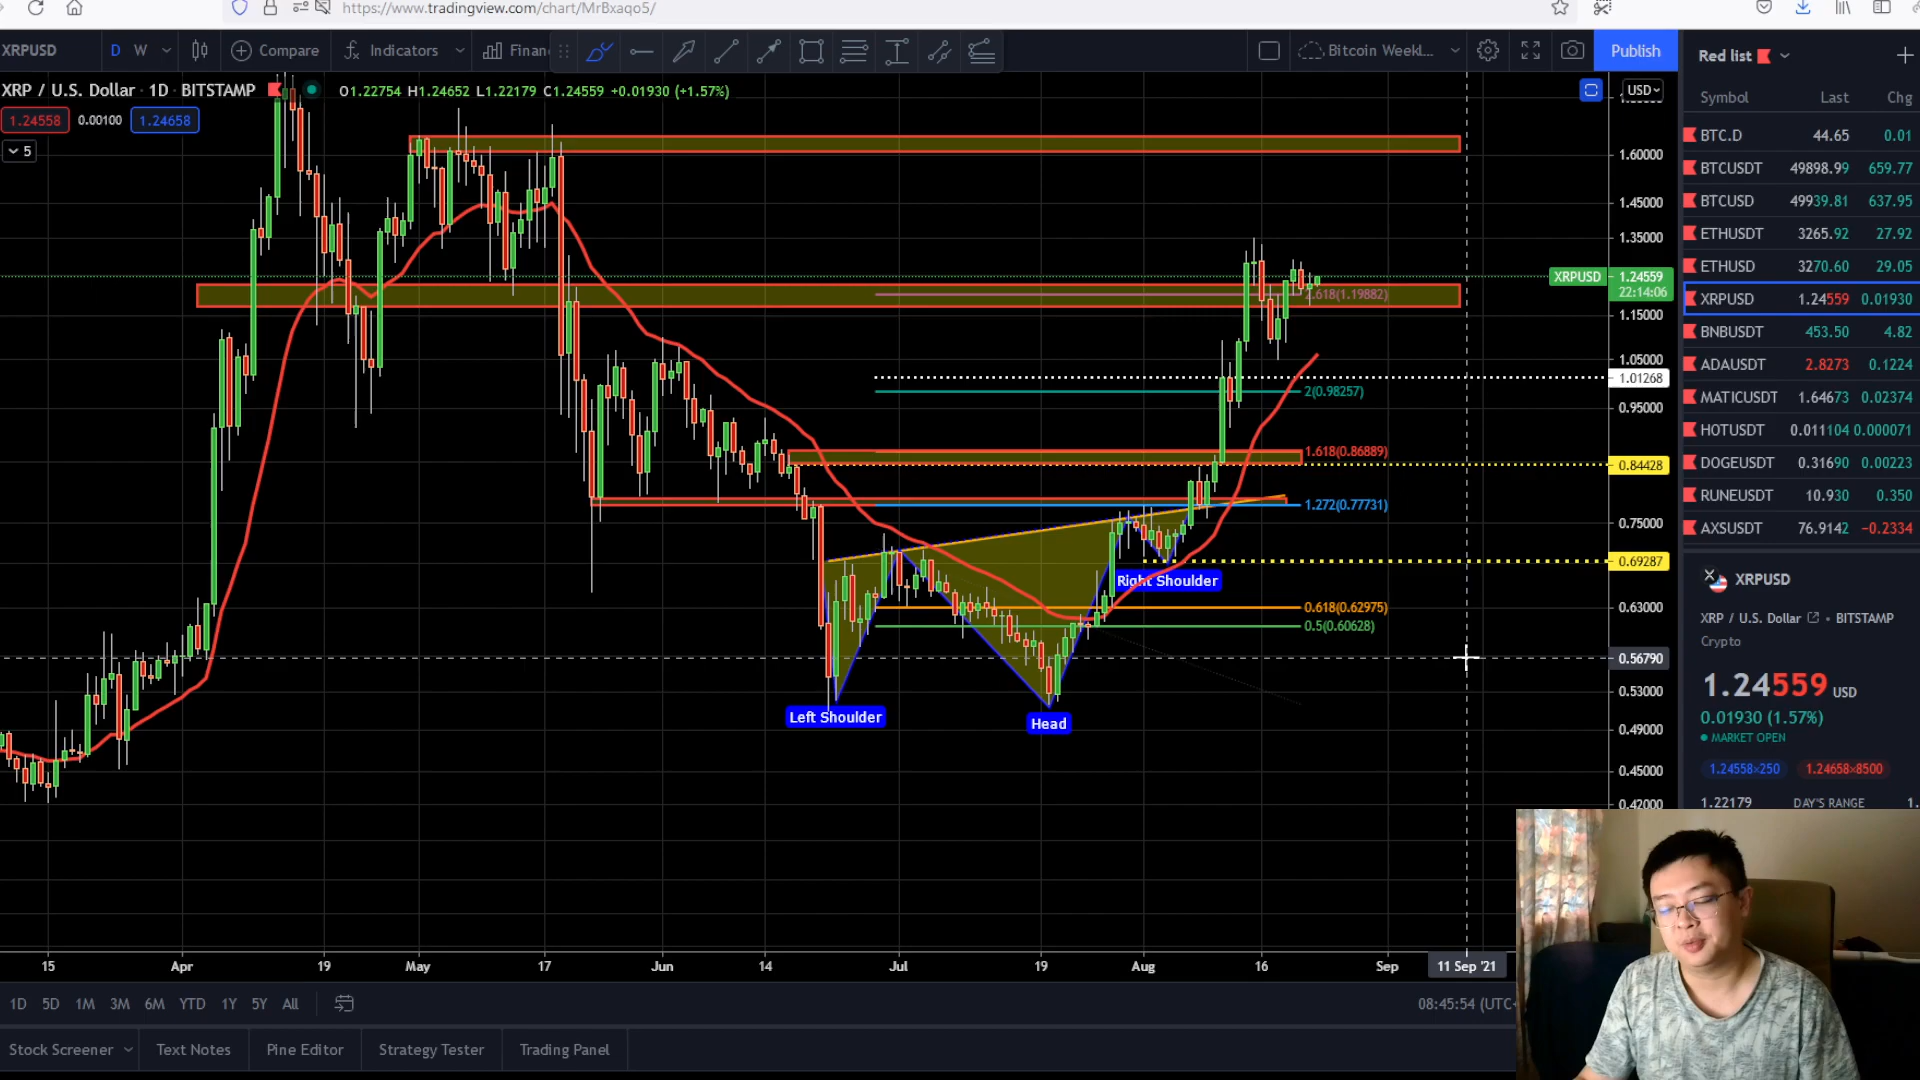 https://www.tradingview.com/chart/MrBxaqo5/
XRPUSD D W Compare Indicators Finan Bitcoin Weekl... Publish
XRP / U.S. Dollar · 1D · BITSTAMP O1.22754 H1.24652 L1.22179 C1.24559 +0.01930 (+1.57%)
1.24558 0.00100 1.24658
5
USD
1.60000
1.45000
1.35000
XRPUSD 1.24559
22:14:06
2.618(1.19882)
1.15000
1.05000
1.01268
2(0.98257)
0.95000
1.618(0.86889)
0.84428
1.272(0.77731)
0.75000
0.69287
Right Shoulder
0.618(0.62975)
0.63000
0.5(0.60628)
0.56790
0.53000
Left Shoulder
Head
0.49000
0.45000
0.42000
15 Apr 19 May 17 Jun 14 Jul 19 Aug 16 Sep 11 Sep '21
1D 5D 1M 3M 6M YTD 1Y 5Y All
08:45:54 (UTC+
Stock Screener Text Notes Pine Editor Strategy Tester Trading Panel
Red list
Symbol Last Chg
BTC.D 44.65 0.01
BTCUSDT 49898.99 659.77
BTCUSD 49939.81 637.95
ETHUSDT 3265.92 27.92
ETHUSD 3270.60 29.05
XRPUSD 1.24559 0.01930
BNBUSDT 453.50 4.82
ADAUSDT 2.8273 0.1224
MATICUSDT 1.64673 0.02374
HOTUSDT 0.011104 0.000071
DOGEUSDT 0.31690 0.00223
RUNEUSDT 10.930 0.350
AXSUSDT 76.9142 −0.2334
XRPUSD
XRP / U.S. Dollar • BITSTAMP
Crypto
1.24559 USD
0.01930 (1.57%)
MARKET OPEN
1.24558×250 1.24658×8500
1.22179 DAY'S RANGE 1.